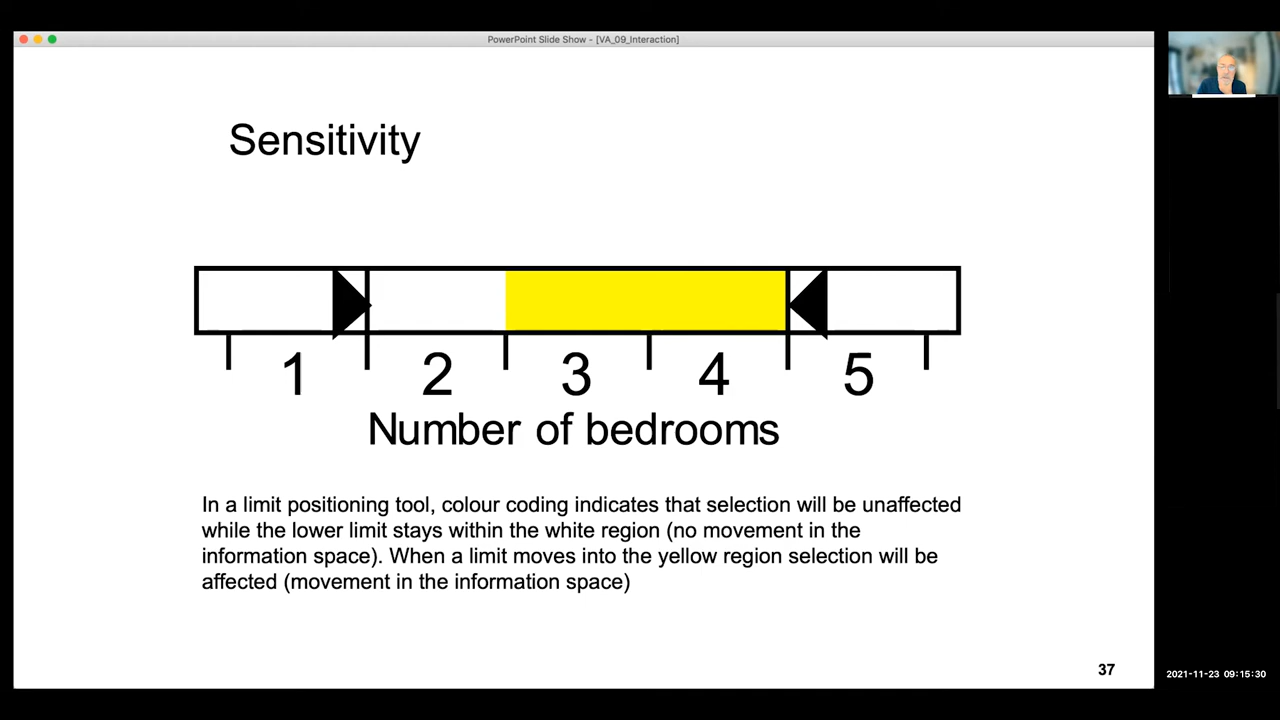 PowerPoint Slide Show - [VA_09_Interaction]
Sensitivity
1 2 3 4 5
Number of bedrooms
In a limit positioning tool, colour coding indicates that selection will be unaffected
while the lower limit stays within the white region (no movement in the
information space). When a limit moves into the yellow region selection will be
affected (movement in the information space)
37
2021-11-23 09:15:30